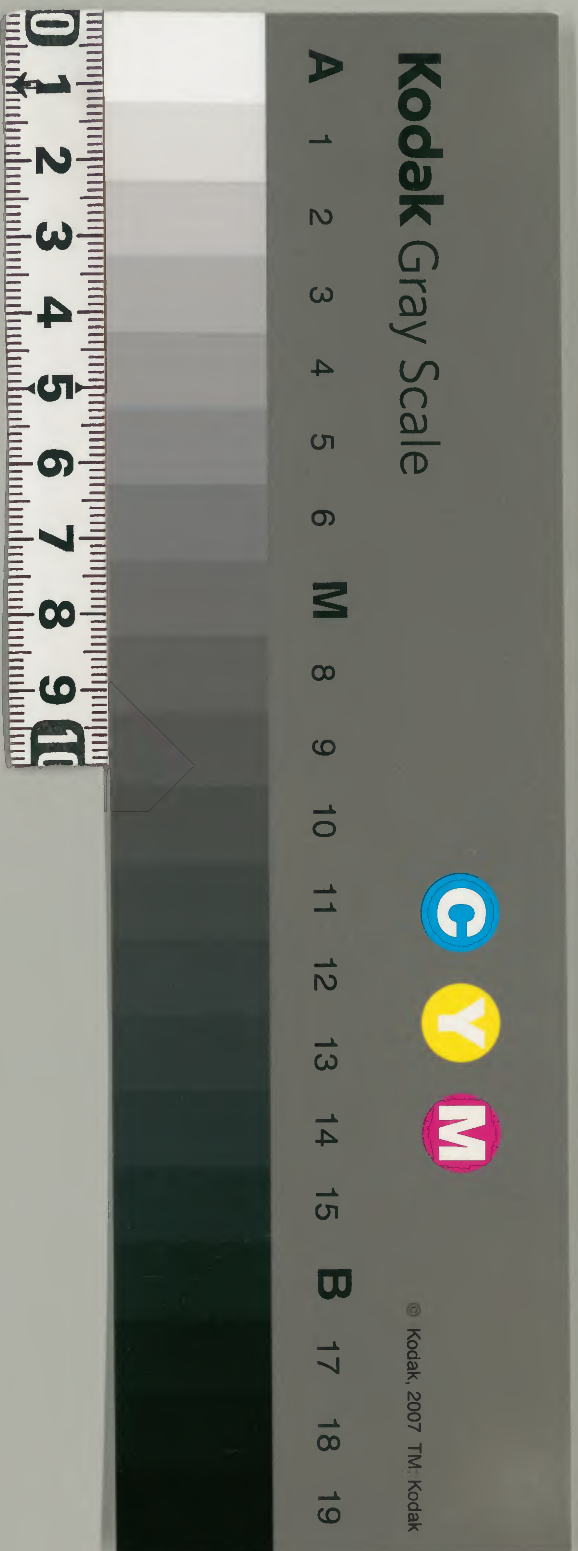 Kodak Gray Scale
C Y M
© Kodak, 2007 TM: Kodak
A 1 2 3 4 5 6 M 8 9 10 11 12 13 14 15 B 17 18 19
0 1 2 3 4 5 6 7 8 9 10